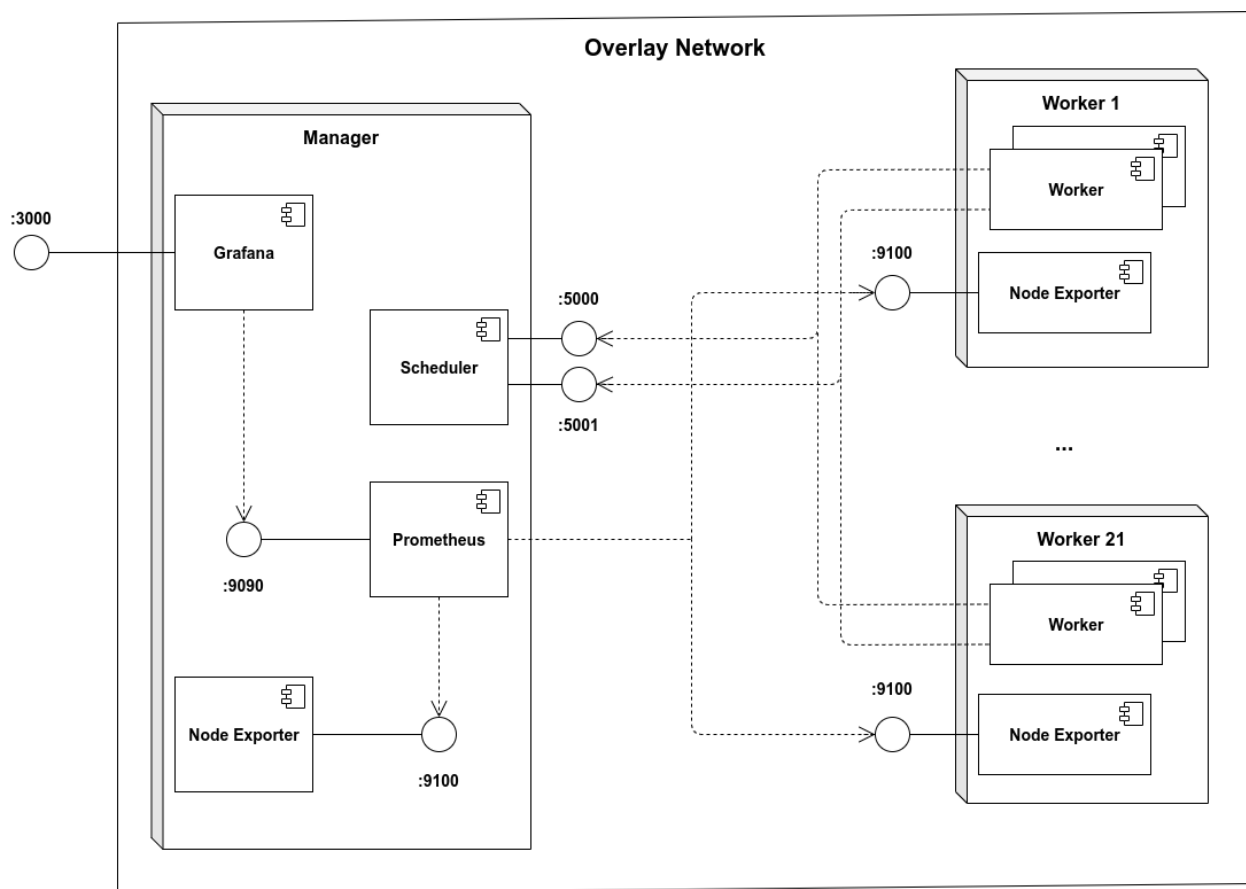 Overlay Network
Manager
Grafana
:3000
Scheduler
:5000
:5001
Prometheus
:9090
Node Exporter
:9100
Worker 1
Worker
:9100
Node Exporter
...
Worker 21
Worker
:9100
Node Exporter